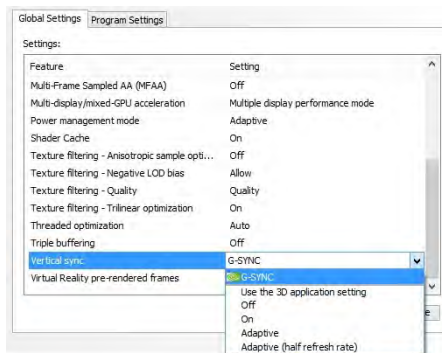 Global Settings Program Settings
Settings:
Feature Setting
Multi-Frame Sampled AA (MFAA) Off
Multi-display/mixed-GPU acceleration Multiple display performance mode
Power management mode Adaptive
Shader Cache On
Texture filtering - Anisotropic sample opti... Off
Texture filtering - Negative LOD bias Allow
Texture filtering - Quality Quality
Texture filtering - Trilinear optimization On
Threaded optimization Auto
Triple buffering Off
Vertical sync G-SYNC
Virtual Reality pre-rendered frames G-SYNC
Use the 3D application setting
Off
On
Adaptive
Adaptive (half refresh rate)